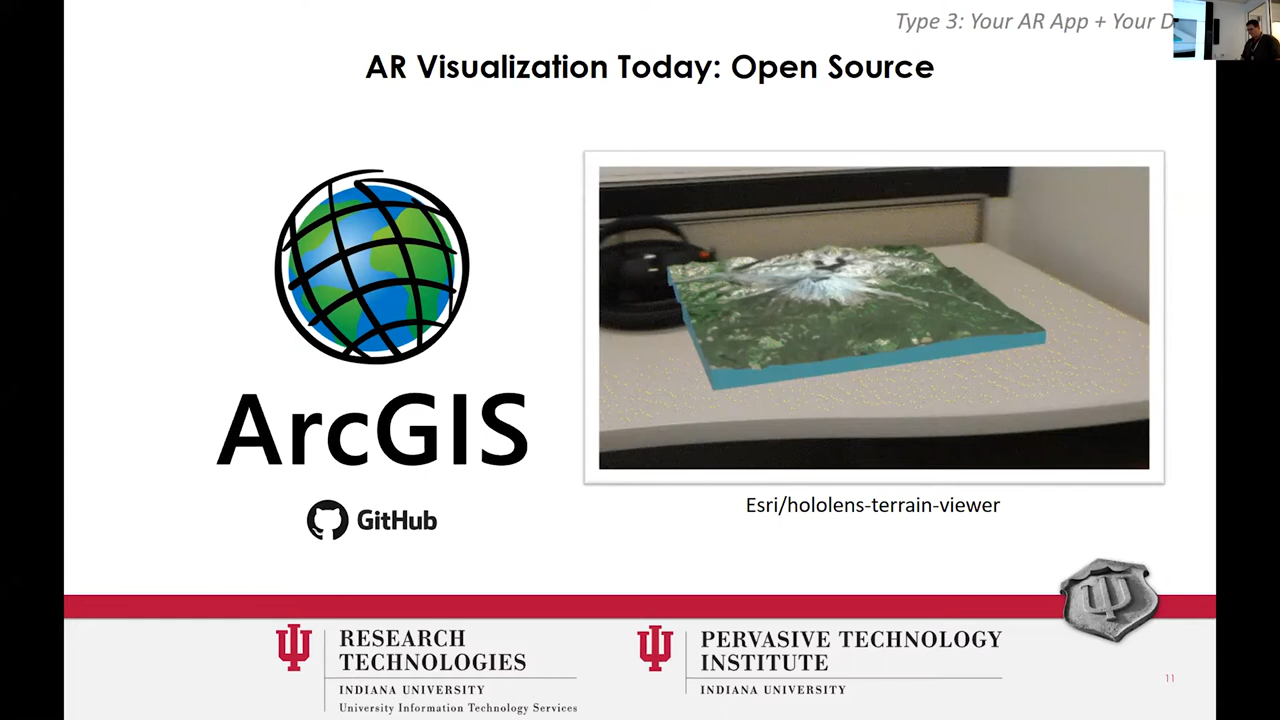 Type 3: Your AR App + Your D
AR Visualization Today: Open Source
ArcGIS
GitHub
Esri/hololens-terrain-viewer
RESEARCH
TECHNOLOGIES
INDIANA UNIVERSITY
University Information Technology Services
PERVASIVE TECHNOLOGY
INSTITUTE
INDIANA UNIVERSITY
11